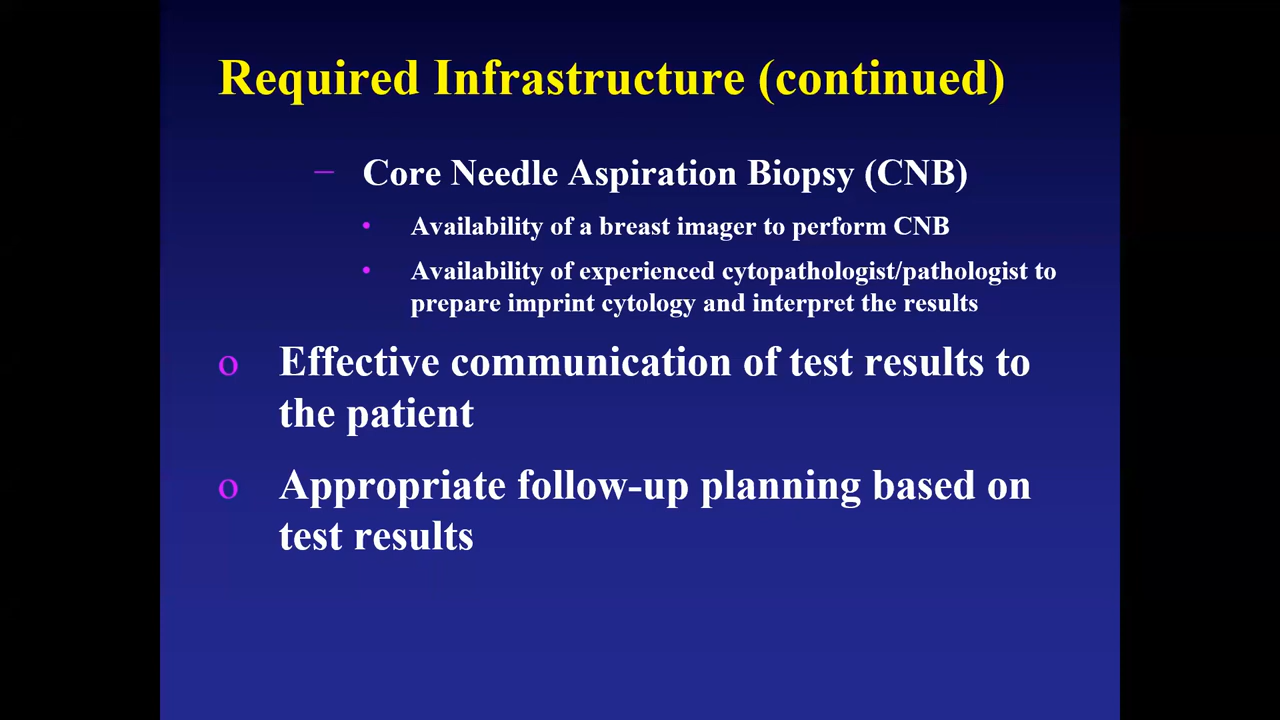 Required Infrastructure (continued)
– Core Needle Aspiration Biopsy (CNB)
• Availability of a breast imager to perform CNB
• Availability of experienced cytopathologist/pathologist to
prepare imprint cytology and interpret the results
o Effective communication of test results to
the patient
o Appropriate follow-up planning based on
test results